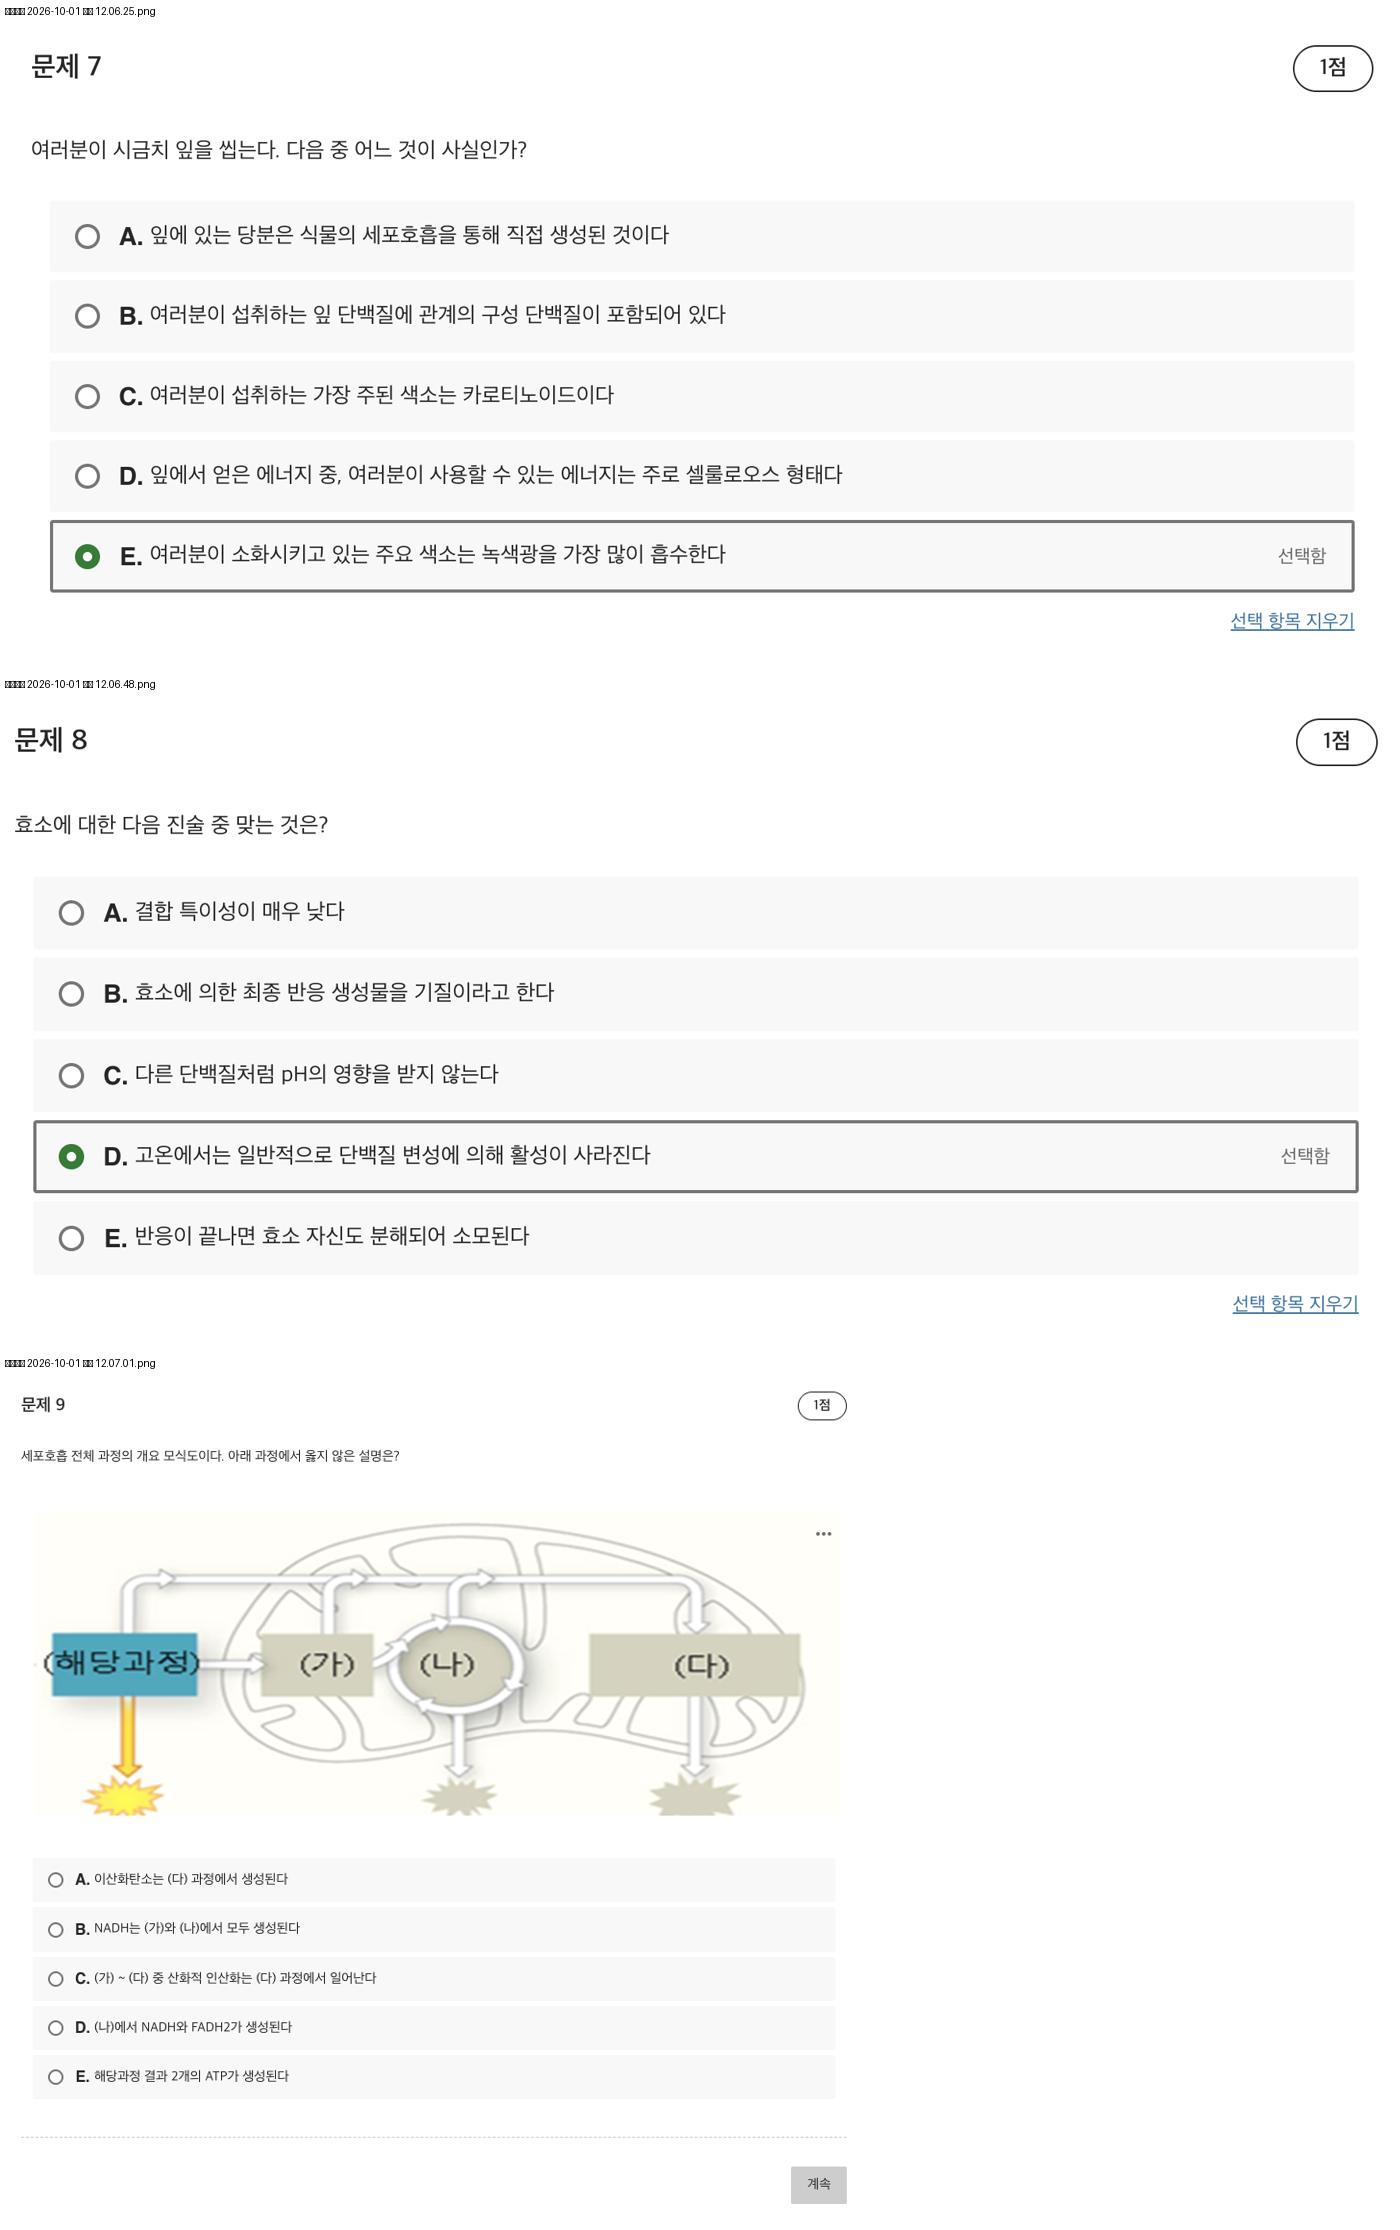 2026-10-01 12.06.25.png
문제 7
1점
여러분이 시금치 잎을 씹는다. 다음 중 어느 것이 사실인가?
A. 잎에 있는 당분은 식물의 세포호흡을 통해 직접 생성된 것이다
B. 여러분이 섭취하는 잎 단백질에 관계의 구성 단백질이 포함되어 있다
C. 여러분이 섭취하는 가장 주된 색소는 카로티노이드이다
D. 잎에서 얻은 에너지 중, 여러분이 사용할 수 있는 에너지는 주로 셀룰로오스 형태다
E. 여러분이 소화시키고 있는 주요 색소는 녹색광을 가장 많이 흡수한다 선택함
선택 항목 지우기
2026-10-01 12.06.48.png
문제 8
1점
효소에 대한 다음 진술 중 맞는 것은?
A. 결합 특이성이 매우 낮다
B. 효소에 의한 최종 반응 생성물을 기질이라고 한다
C. 다른 단백질처럼 pH의 영향을 받지 않는다
D. 고온에서는 일반적으로 단백질 변성에 의해 활성이 사라진다 선택함
E. 반응이 끝나면 효소 자신도 분해되어 소모된다
선택 항목 지우기
2026-10-01 12.07.01.png
문제 9
1점
세포호흡 전체 과정의 개요 모식도이다. 아래 과정에서 옳지 않은 설명은?
(해당과정) (가) (나) (다)
A. 이산화탄소는 (다) 과정에서 생성된다
B. NADH는 (가)와 (나)에서 모두 생성된다
C. (가) ~ (다) 중 산화적 인산화는 (다) 과정에서 일어난다
D. (나)에서 NADH와 FADH2가 생성된다
E. 해당과정 결과 2개의 ATP가 생성된다
계속